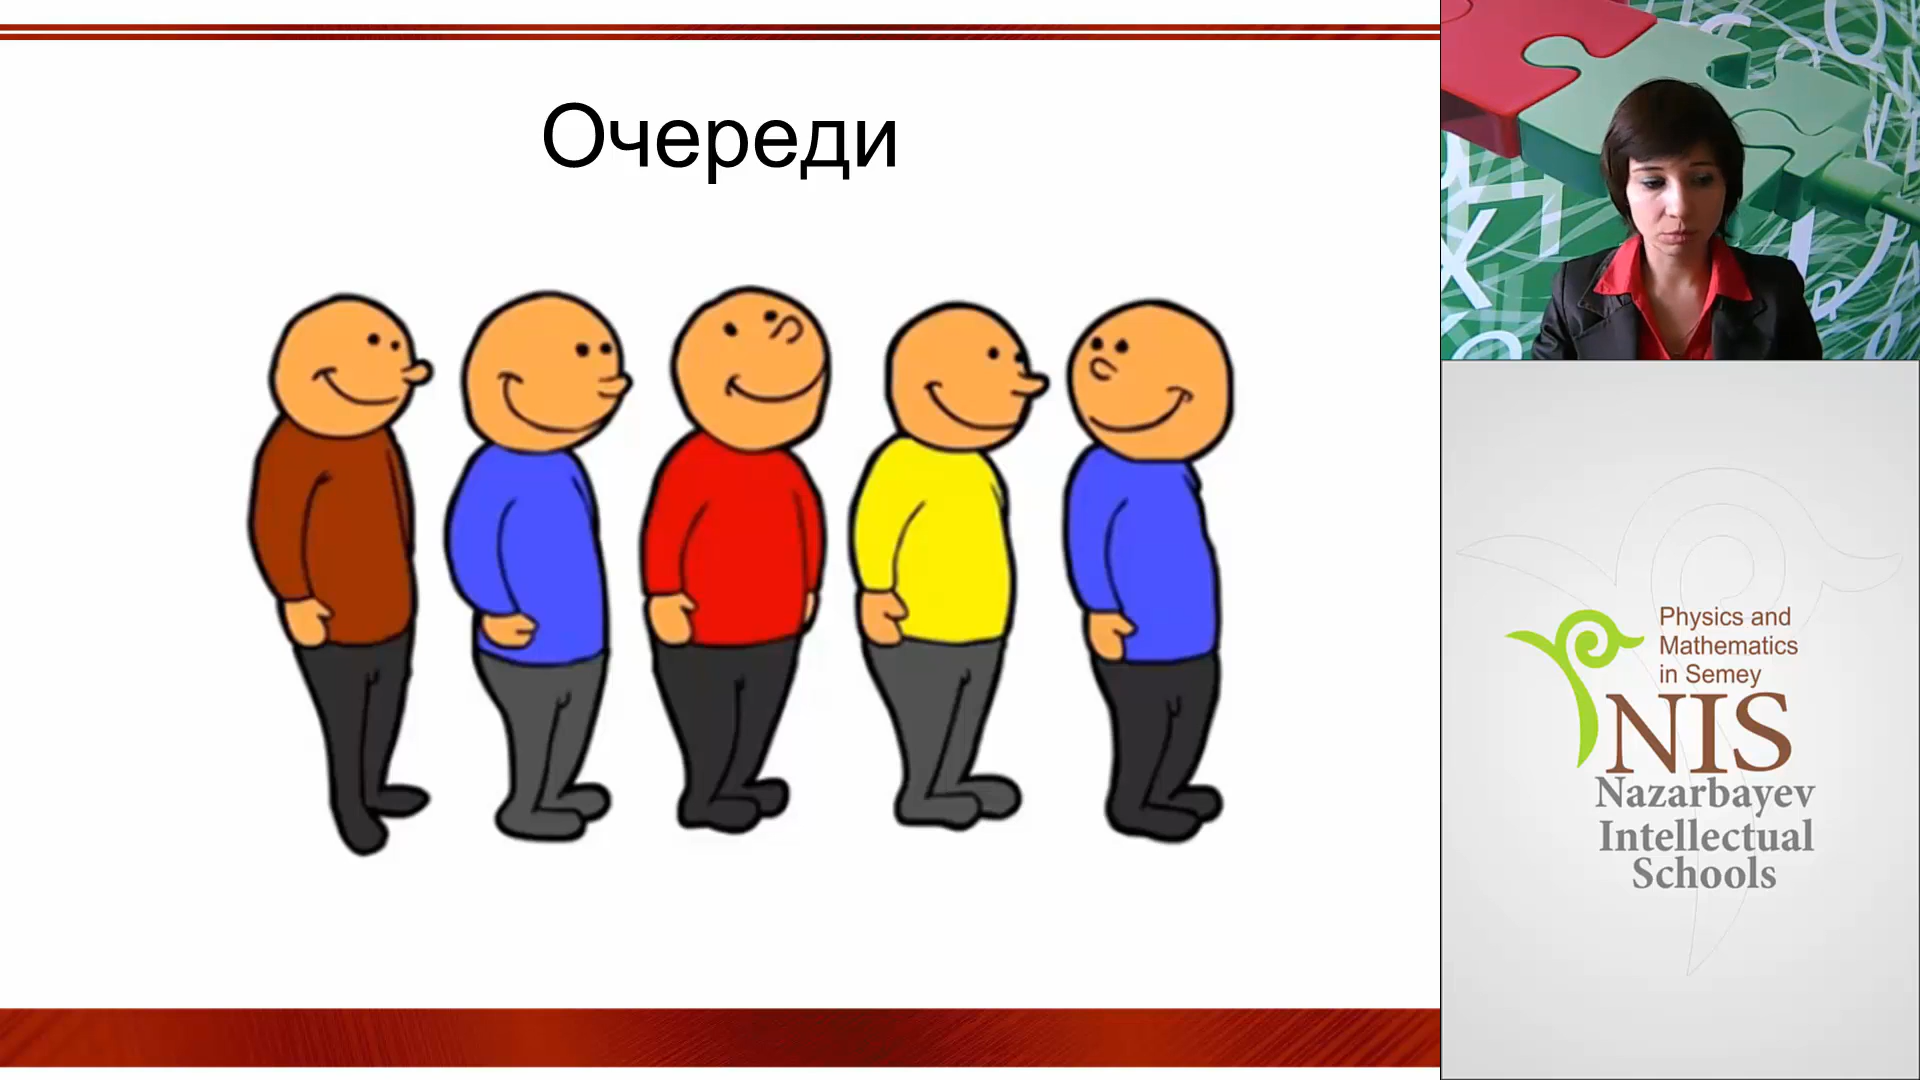 Очереди
Physics and
Mathematics
in Semey
NIS
Nazarbayev
Intellectual
Schools